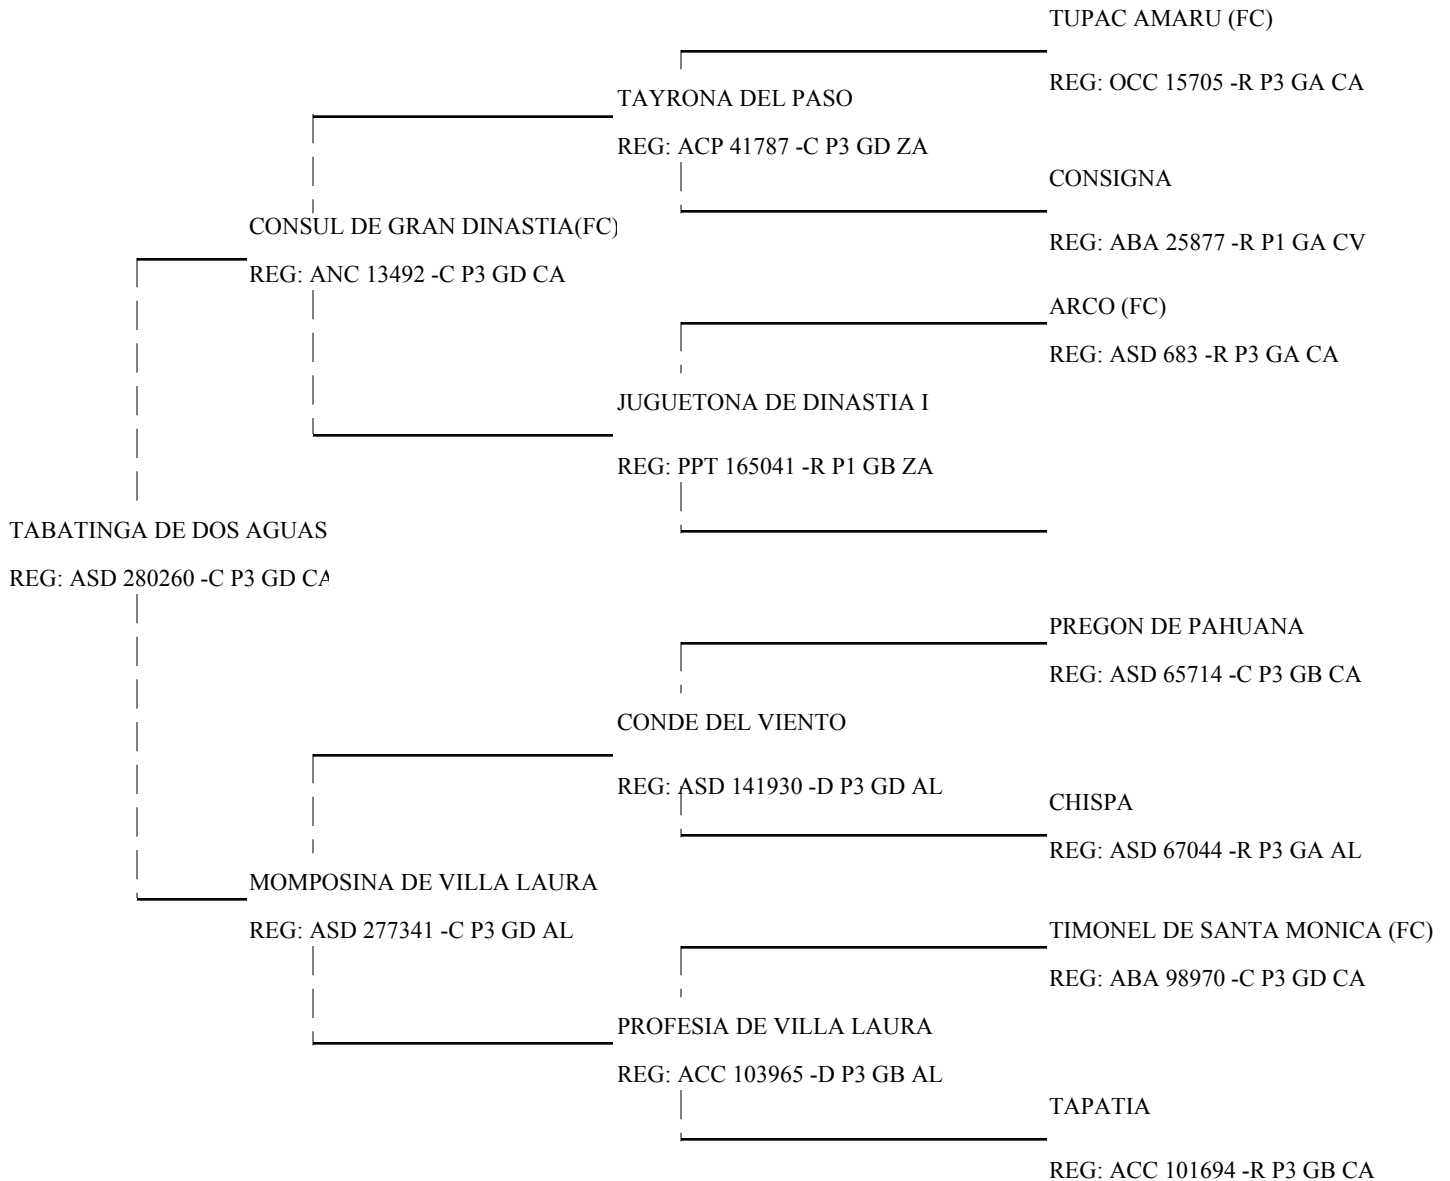 TUPAC AMARU (FC)
REG: OCC 15705 -R P3 GA CA
TAYRONA DEL PASO
REG: ACP 41787 -C P3 GD ZA
CONSIGNA
REG: ABA 25877 -R P1 GA CV
CONSUL DE GRAN DINASTIA(FC)
REG: ANC 13492 -C P3 GD CA
ARCO (FC)
REG: ASD 683 -R P3 GA CA
JUGUETONA DE DINASTIA I
REG: PPT 165041 -R P1 GB ZA
TABATINGA DE DOS AGUAS
REG: ASD 280260 -C P3 GD CA
PREGON DE PAHUANA
REG: ASD 65714 -C P3 GB CA
CONDE DEL VIENTO
REG: ASD 141930 -D P3 GD AL
CHISPA
REG: ASD 67044 -R P3 GA AL
MOMPOSINA DE VILLA LAURA
REG: ASD 277341 -C P3 GD AL
TIMONEL DE SANTA MONICA (FC)
REG: ABA 98970 -C P3 GD CA
PROFESIA DE VILLA LAURA
REG: ACC 103965 -D P3 GB AL
TAPATIA
REG: ACC 101694 -R P3 GB CA